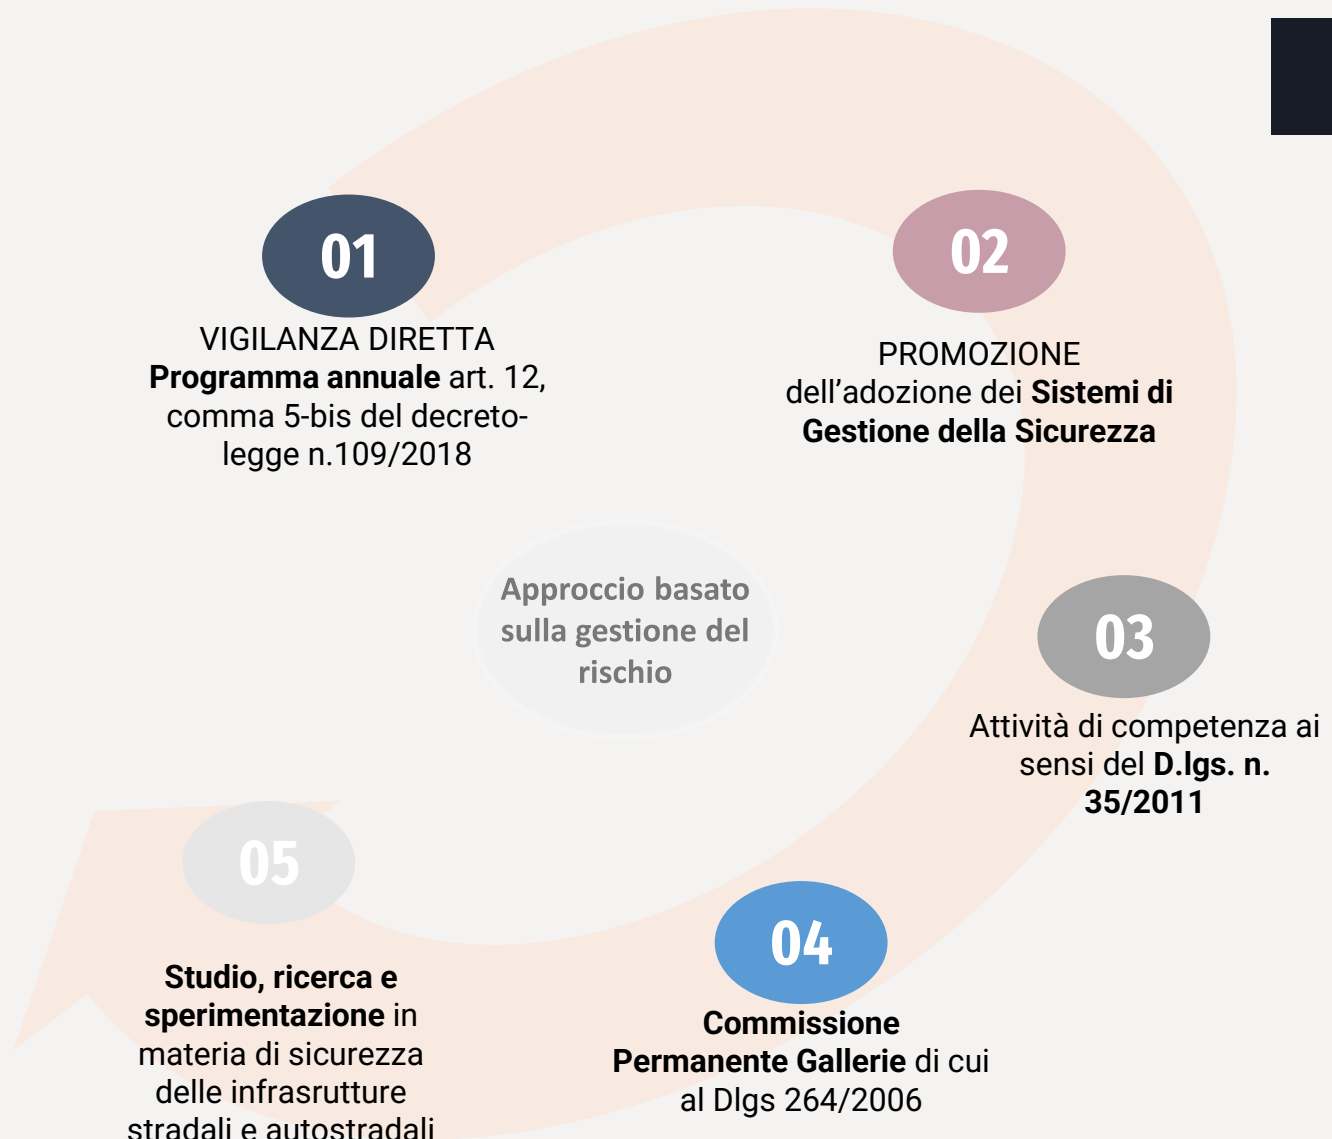 01
VIGILANZA DIRETTA
Programma annuale art. 12,
comma 5-bis del decreto-
legge n.109/2018
02
PROMOZIONE
dell’adozione dei Sistemi di
Gestione della Sicurezza
Approccio basato
sulla gestione del
rischio
03
Attività di competenza ai
sensi del D.lgs. n.
35/2011
04
Commissione
Permanente Gallerie di cui
al Dlgs 264/2006
05
Studio, ricerca e
sperimentazione in
materia di sicurezza
delle infrasrutture
stradali e autostradali